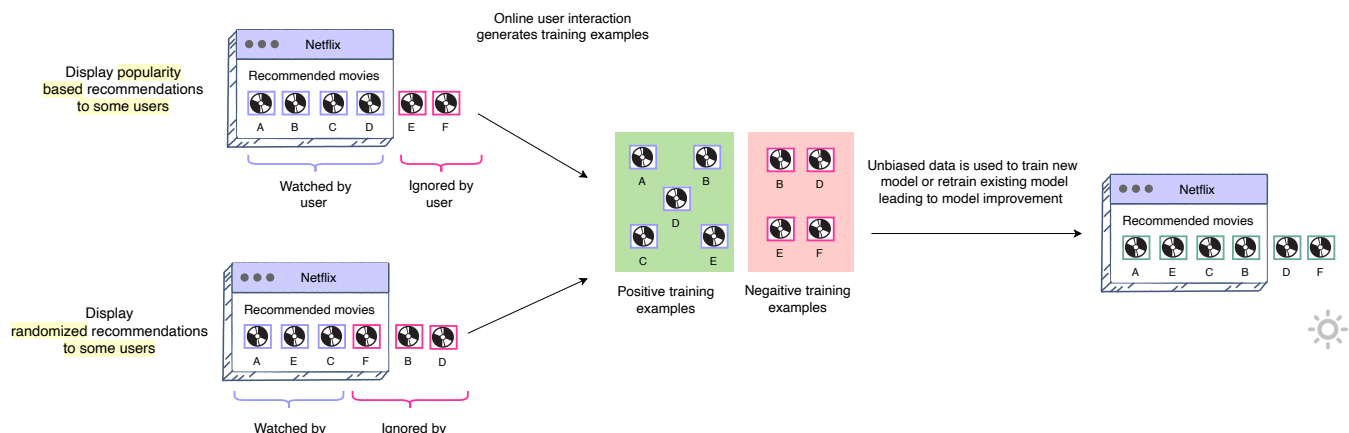 Online user interaction
generates training examples
Display popularity
based recommendations
to some users
Netflix
Recommended movies
A B C D E F
Watched by
user
Ignored by
user
Display
randomized recommendations
to some users
Netflix
Recommended movies
A E C F B D
Watched by
Ignored by
A B
D
C E
Positive training
examples
B D
E F
Negaitive training
examples
Unbiased data is used to train new
model or retrain existing model
leading to model improvement
Netflix
Recommended movies
A E C B D F